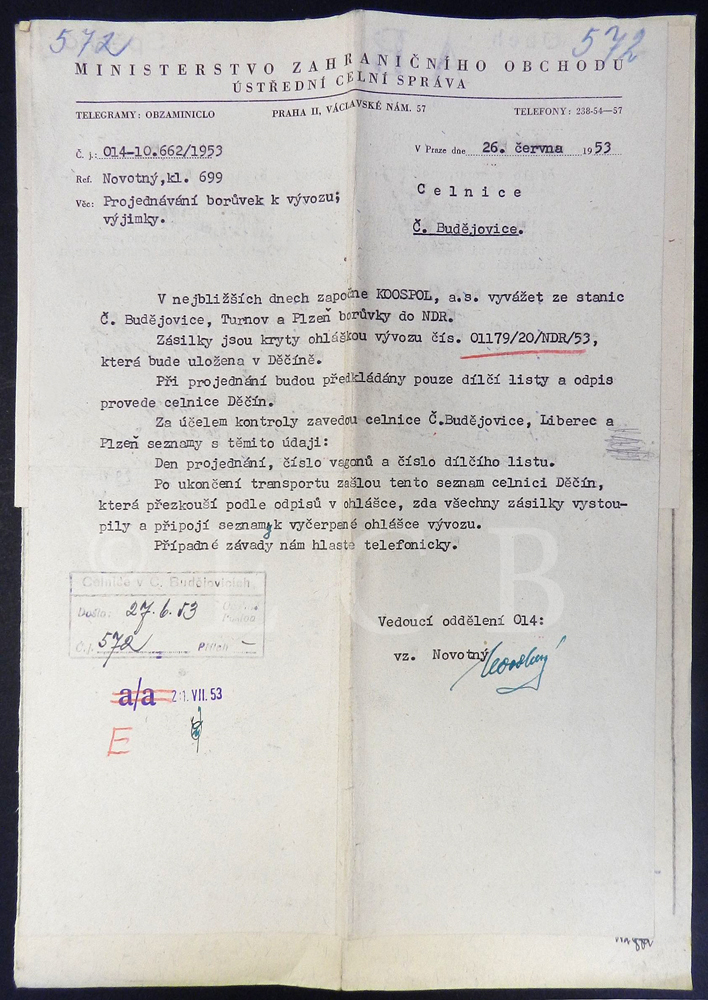 572 572
MINISTERSTVO ZAHRANIČNÍHO OBCHODU
ÚSTŘEDNÍ CELNÍ SPRÁVA
TELEGRAMY: OBZAMINICLO PRAHA II, VÁCLAVSKÉ NÁM. 57 TELEFONY: 238-54—57
Č. j.: 014-10.662/1953 V Praze dne 26. června 1953
Ref. Novotný,kl. 699
Věc: Projednávání borůvek k vývozu;
výjimky.
Celnice
Č. Budějovice.
V nejbližších dnech započne KOOSPOL, a.s. vyvážet ze stanic
Č. Budějovice, Turnov a Plzeň borůvky do NDR.
Zásilky jsou kryty ohláškou vývozu čís. 01179/20/NDR/53,
která bude uložena v Děčíně.
Při projednání budou předkládány pouze dílčí listy a odpis
provede celnice Děčín.
Za účelem kontroly zavedou celnice Č.Budějovice, Liberec a
Plzeň seznamy s těmito údaji:
Den projednání, číslo vagonů a číslo dílčího listu.
Po ukončení transportu zašlou tento seznam celnici Děčín,
která přezkouší podle odpisů v ohlášce, zda všechny zásilky vystou-
pily a připojí seznamy k vyčerpané ohlášce vývozu.
Případné závady nám hlaste telefonicky.
Celnice v Č. Budějovicích
Došlo: 27.6.53
Č.j. 572 Příloh –
Vedoucí oddělení 014:
vz. Novotný
a/a VII. 53
E